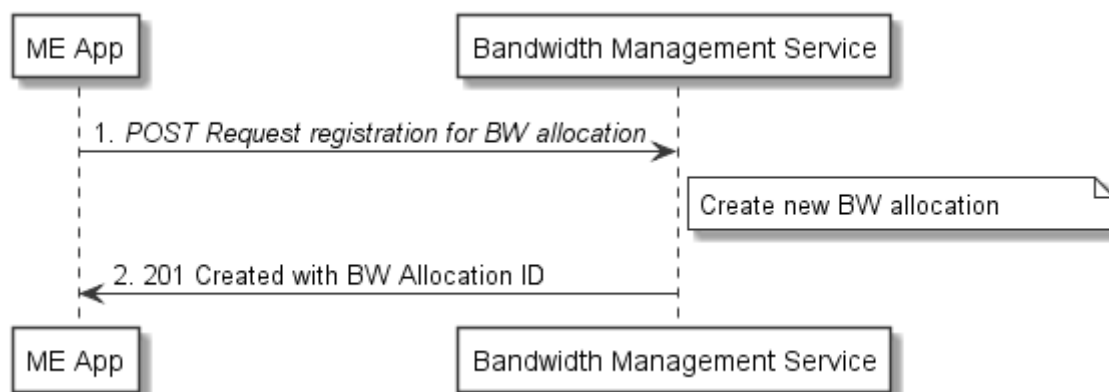 ME App
Bandwidth Management Service
1. POST Request registration for BW allocation
Create new BW allocation
2. 201 Created with BW Allocation ID
ME App
Bandwidth Management Service